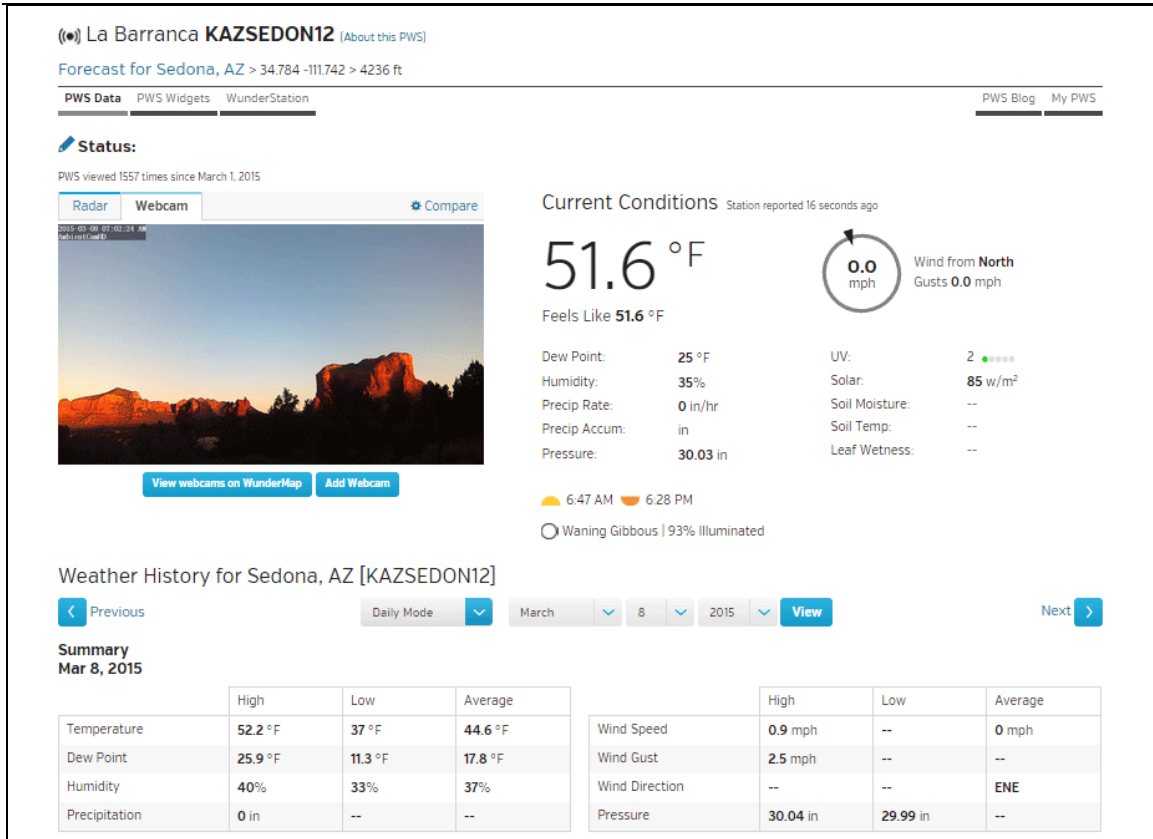 La Barranca KAZSEDON12 (About this PWS)
Forecast for Sedona, AZ > 34.784 -111.742 > 4236 ft
PWS Data PWS Widgets WunderStation PWS Blog My PWS
Status:
PWS viewed 1557 times since March 1, 2015
Radar Webcam Compare
2015-03-08 07:02:24 AM
AmbientCamHD
View webcams on WunderMap Add Webcam
Current Conditions Station reported 16 seconds ago
51.6 °F
Feels Like 51.6 °F
0.0
mph
Wind from North
Gusts 0.0 mph
Dew Point: 25 °F
Humidity: 35%
Precip Rate: 0 in/hr
Precip Accum: in
Pressure: 30.03 in
UV: 2
Solar: 85 w/m²
Soil Moisture: --
Soil Temp: --
Leaf Wetness: --
6:47 AM 6:28 PM
Waning Gibbous | 93% Illuminated
Weather History for Sedona, AZ [KAZSEDON12]
Previous Daily Mode March 8 2015 View Next
Summary
Mar 8, 2015
High Low Average
Temperature 52.2 °F 37 °F 44.6 °F
Dew Point 25.9 °F 11.3 °F 17.8 °F
Humidity 40% 33% 37%
Precipitation 0 in -- --
High Low Average
Wind Speed 0.9 mph -- 0 mph
Wind Gust 2.5 mph -- --
Wind Direction -- -- ENE
Pressure 30.04 in 29.99 in --